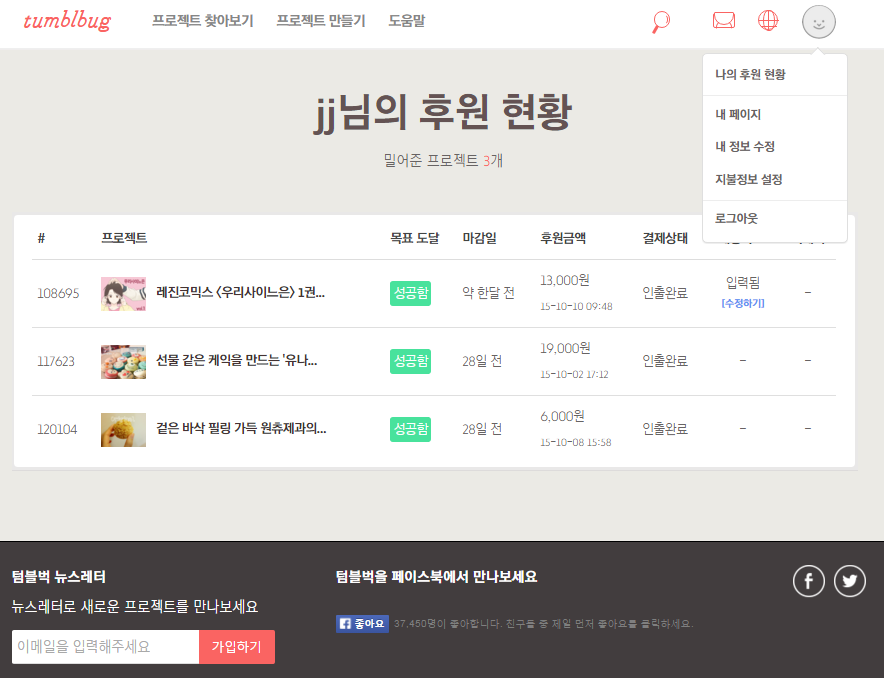 tumblbug 프로젝트 찾아보기 프로젝트 만들기 도움말
나의 후원 현황
내 페이지
내 정보 수정
지불정보 설정
로그아웃
jj님의 후원 현황
밀어준 프로젝트 3개
# 프로젝트 목표 도달 마감일 후원금액 결제상태
108695 레진코믹스 <우리사이느은> 1권... 성공함 약 한달 전 13,000원 인출완료 입력됨 -
15-10-10 09:48 [수정하기]
117623 선물 같은 케익을 만드는 '유나... 성공함 28일 전 19,000원 인출완료 - -
15-10-02 17:12
120104 겉은 바삭 필링 가득 원츄제과의... 성공함 28일 전 6,000원 인출완료 - -
15-10-08 15:58
텀블벅 뉴스레터
뉴스레터로 새로운 프로젝트를 만나보세요
이메일을 입력해주세요 가입하기
텀블벅을 페이스북에서 만나보세요
좋아요 37,450명이 좋아합니다. 친구들 중 제일 먼저 좋아요를 클릭하세요.